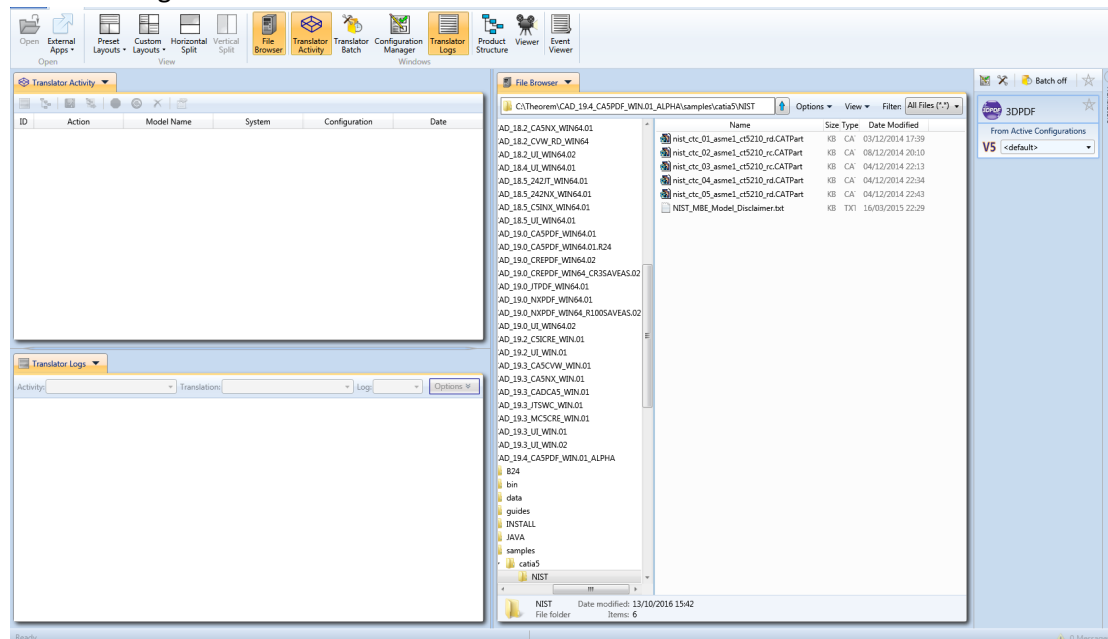 Open External Apps Preset Layouts Custom Layouts Horizontal Split Vertical Split File Browser Translator Activity Translator Batch Configuration Manager Translator Logs Product Structure Viewer Event Viewer
Open View Windows
Translator Activity
ID Action Model Name System Configuration Date
Translator Logs
Activity: Translation: Log: Options
File Browser
C:\Theorem\CAD_19.4_CA5PDF_WIN.01_ALPHA\samples\catia5\NIST Options View Filter: All Files (*.*)
AD_18.2_CA5NX_WIN64.01
AD_18.2_CVW_RD_WIN64
AD_18.2_UI_WIN64.02
AD_18.4_UI_WIN64.01
AD_18.5_242JT_WIN64.01
AD_18.5_242NX_WIN64.01
AD_18.5_C5INX_WIN64.01
AD_18.5_UI_WIN64.01
AD_19.0_CA5PDF_WIN64.01
AD_19.0_CA5PDF_WIN64.01.R24
AD_19.0_CREPDF_WIN64.02
AD_19.0_CREPDF_WIN64_CR3SAVEAS.02
AD_19.0_JTPDF_WIN64.01
AD_19.0_NXPDF_WIN64.01
AD_19.0_NXPDF_WIN64_R100SAVEAS.02
AD_19.0_UI_WIN64.02
AD_19.2_C5ICRE_WIN.01
AD_19.2_UI_WIN.01
AD_19.3_CA5CVW_WIN.01
AD_19.3_CA5NX_WIN.01
AD_19.3_CADCA5_WIN.01
AD_19.3_JTSWC_WIN.01
AD_19.3_MC5CRE_WIN.01
AD_19.3_UI_WIN.01
AD_19.3_UI_WIN.02
AD_19.4_CA5PDF_WIN.01_ALPHA
B24
bin
data
guides
INSTALL
JAVA
samples
catia5
NIST
Name Size Type Date Modified
nist_ctc_01_asme1_ct5210_rd.CATPart KB CA 03/12/2014 17:39
nist_ctc_02_asme1_ct5210_rc.CATPart KB CA 08/12/2014 20:10
nist_ctc_03_asme1_ct5210_rc.CATPart KB CA 04/12/2014 22:13
nist_ctc_04_asme1_ct5210_rd.CATPart KB CA 04/12/2014 22:34
nist_ctc_05_asme1_ct5210_rd.CATPart KB CA 04/12/2014 22:43
NIST_MBE_Model_Disclaimer.txt KB TXT 16/03/2015 22:29
NIST Date modified: 13/10/2016 15:42
File folder Items: 6
Batch off
3DPDF 3DPDF
From Active Configurations
V5 <default>
Ready